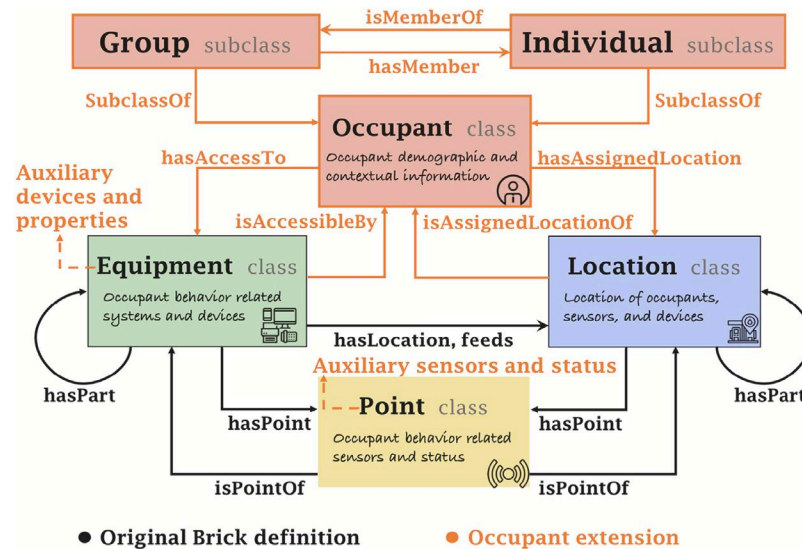 isMemberOf
Group subclass
Individual subclass
hasMember
SubclassOf
SubclassOf
Occupant class
Occupant demographic and
contextual information
hasAccessTo
hasAssignedLocation
Auxiliary
devices and
properties
isAccessibleBy
isAssignedLocationOf
Equipment class
Occupant behavior related
systems and devices
Location class
Location of occupants,
sensors, and devices
hasLocation, feeds
Auxiliary sensors and status
hasPart
hasPart
hasPoint
hasPoint
Point class
Occupant behavior related
sensors and status
isPointOf
isPointOf
Original Brick definition
Occupant extension